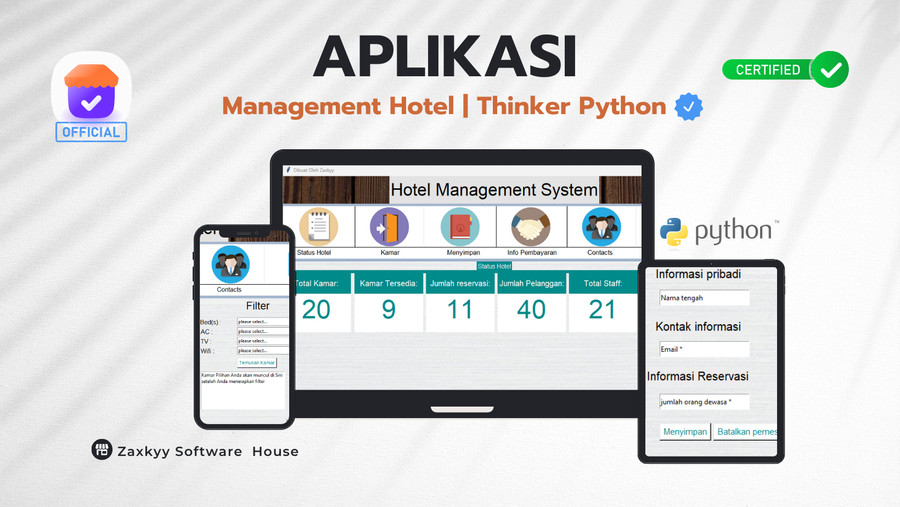 APLIKASI
Management Hotel | Thinker Python
OFFICIAL
CERTIFIED
Dibuat Oleh Zaxkyy
Hotel Management System
Status Hotel
Kamar
Menyimpan
Info Pembayaran
Contacts
Status Hotel
Total Kamar:
Kamar Tersedia:
Jumlah reservasi:
Jumlah Pelanggan:
Total Staff:
20
9
11
40
21
Contacts
Filter
Bed(s) :
please select...
AC :
please select...
TV :
please select...
Wifi :
please select...
Temukan Kamar
Kamar Pilihan Anda akan muncul di Sini
setelah Anda menerapkan filter
python™
Informasi pribadi
Nama tengah
Kontak informasi
Email *
Informasi Reservasi
jumlah orang dewasa *
Menyimpan
Batalkan pemes
Zaxkyy Software House